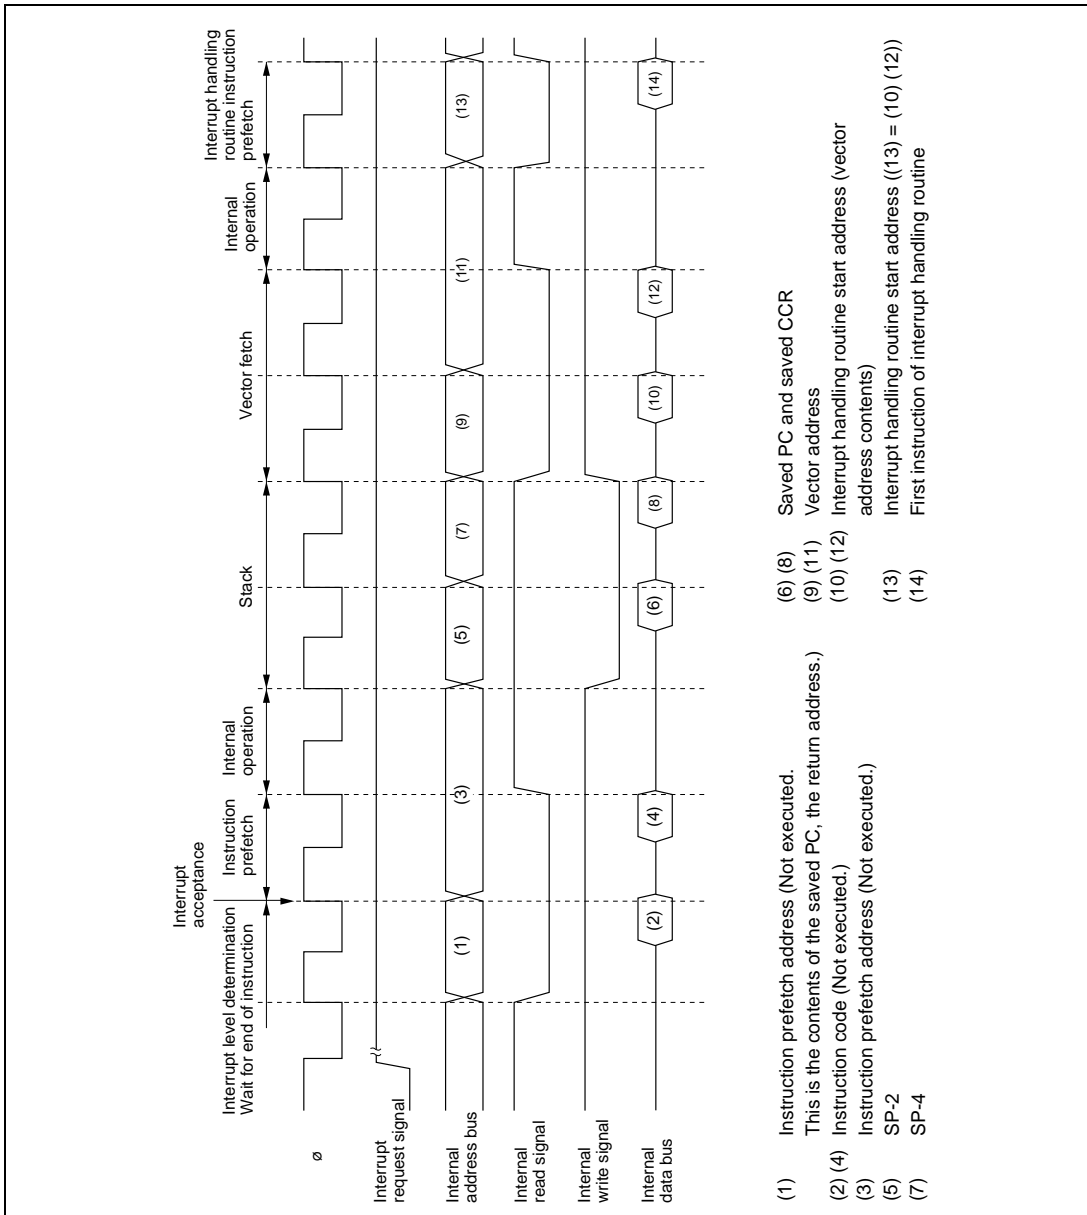 Interrupt level determination
Wait for end of instruction
Interrupt
acceptance
Instruction
prefetch
Internal
operation
Stack
Vector fetch
Internal
operation
Interrupt handling
routine instruction
prefetch
ø
Interrupt
request signal
Internal
address bus
(1)
(3)
(5)
(7)
(9)
(11)
(13)
Internal
read signal
Internal
write signal
Internal
data bus
(2)
(4)
(6)
(8)
(10)
(12)
(14)
(1) Instruction prefetch address (Not executed.
This is the contents of the saved PC, the return address.)
(2) (4) Instruction code (Not executed.)
(3) Instruction prefetch address (Not executed.)
(5) SP-2
(7) SP-4
(6) (8) Saved PC and saved CCR
(9) (11) Vector address
(10) (12) Interrupt handling routine start address (vector
address contents)
(13) Interrupt handling routine start address ((13) = (10) (12))
(14) First instruction of interrupt handling routine